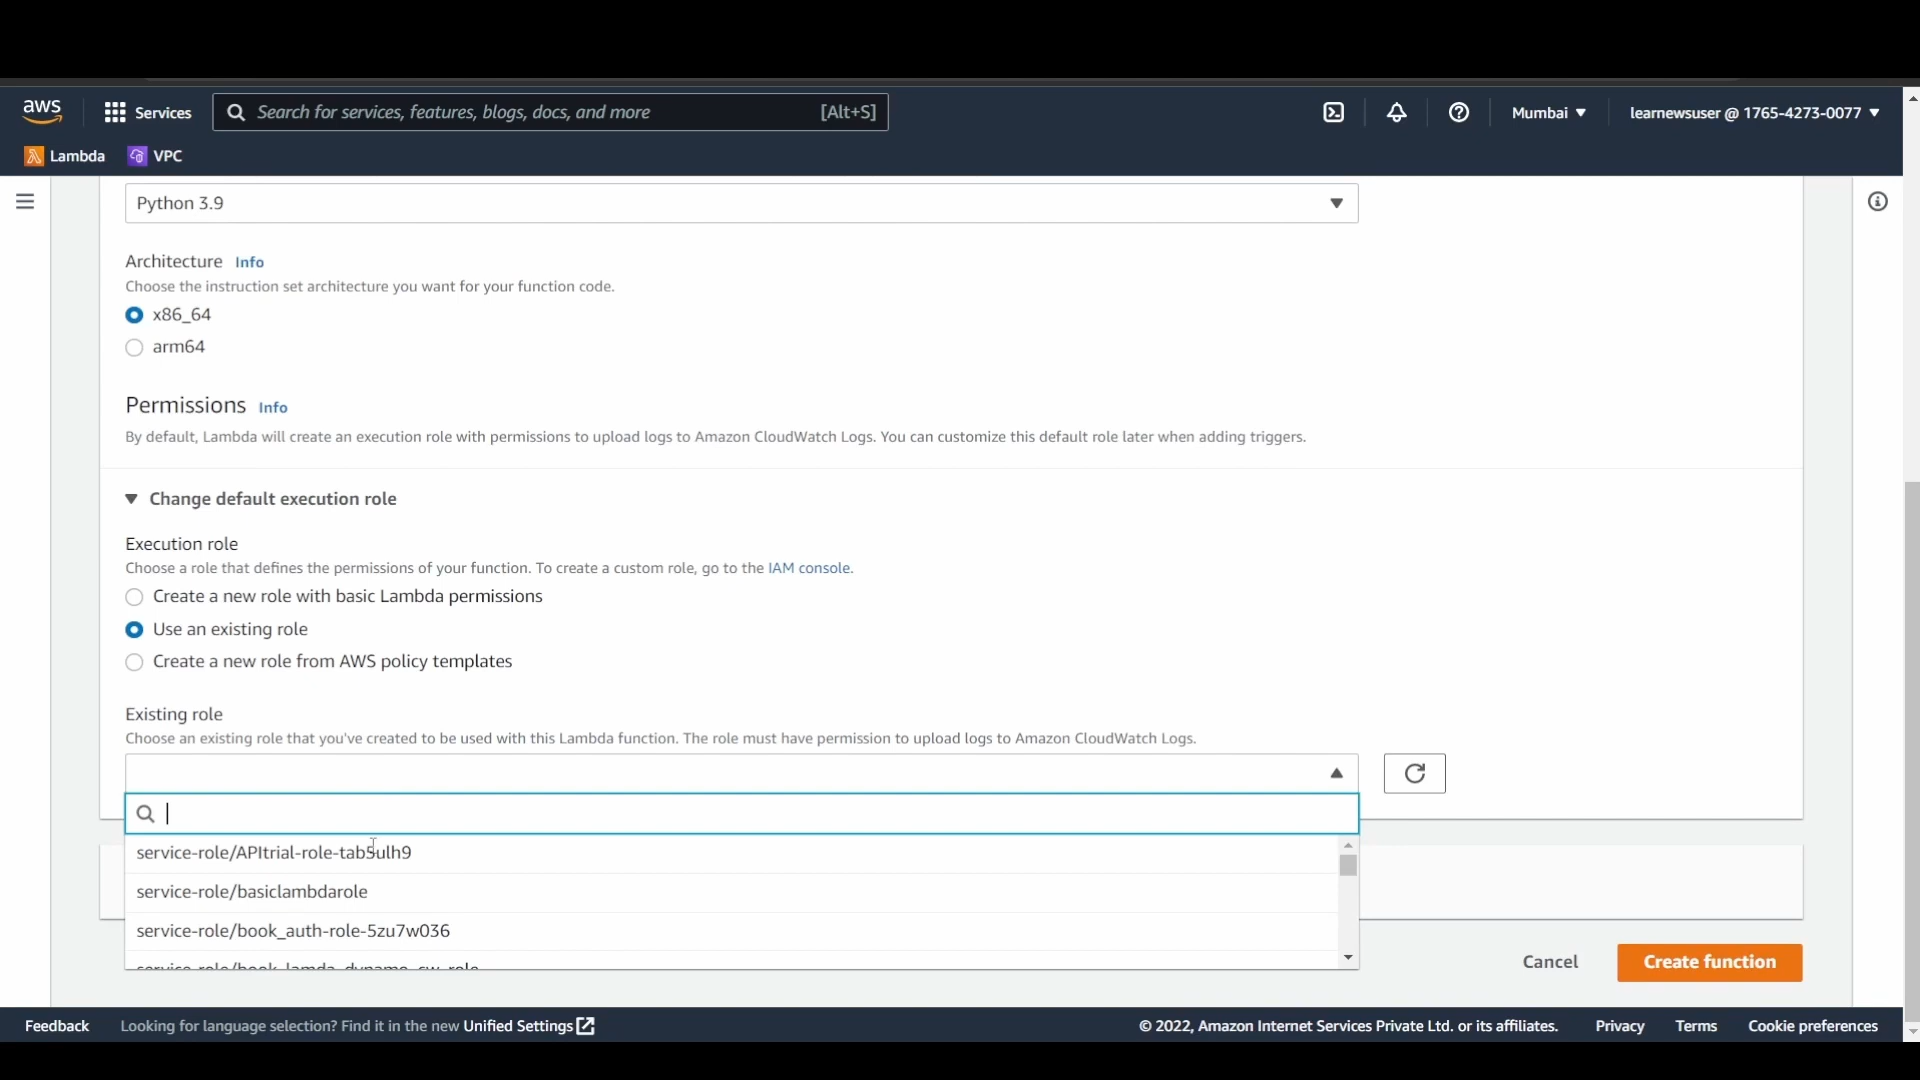 aws Services Search for services, features, blogs, docs, and more [Alt+S] Mumbai learnewsuser @ 1765-4273-0077
Lambda VPC
Python 3.9
Architecture Info
Choose the instruction set architecture you want for your function code.
x86_64
arm64
Permissions Info
By default, Lambda will create an execution role with permissions to upload logs to Amazon CloudWatch Logs. You can customize this default role later when adding triggers.
Change default execution role
Execution role
Choose a role that defines the permissions of your function. To create a custom role, go to the IAM console.
Create a new role with basic Lambda permissions
Use an existing role
Create a new role from AWS policy templates
Existing role
Choose an existing role that you've created to be used with this Lambda function. The role must have permission to upload logs to Amazon CloudWatch Logs.
service-role/APItrial-role-tab5ulh9
service-role/basiclambdarole
service-role/book_auth-role-5zu7w036
service-role/book_lamda_dynamo_cw_role
Cancel Create function
Feedback Looking for language selection? Find it in the new Unified Settings © 2022, Amazon Internet Services Private Ltd. or its affiliates. Privacy Terms Cookie preferences